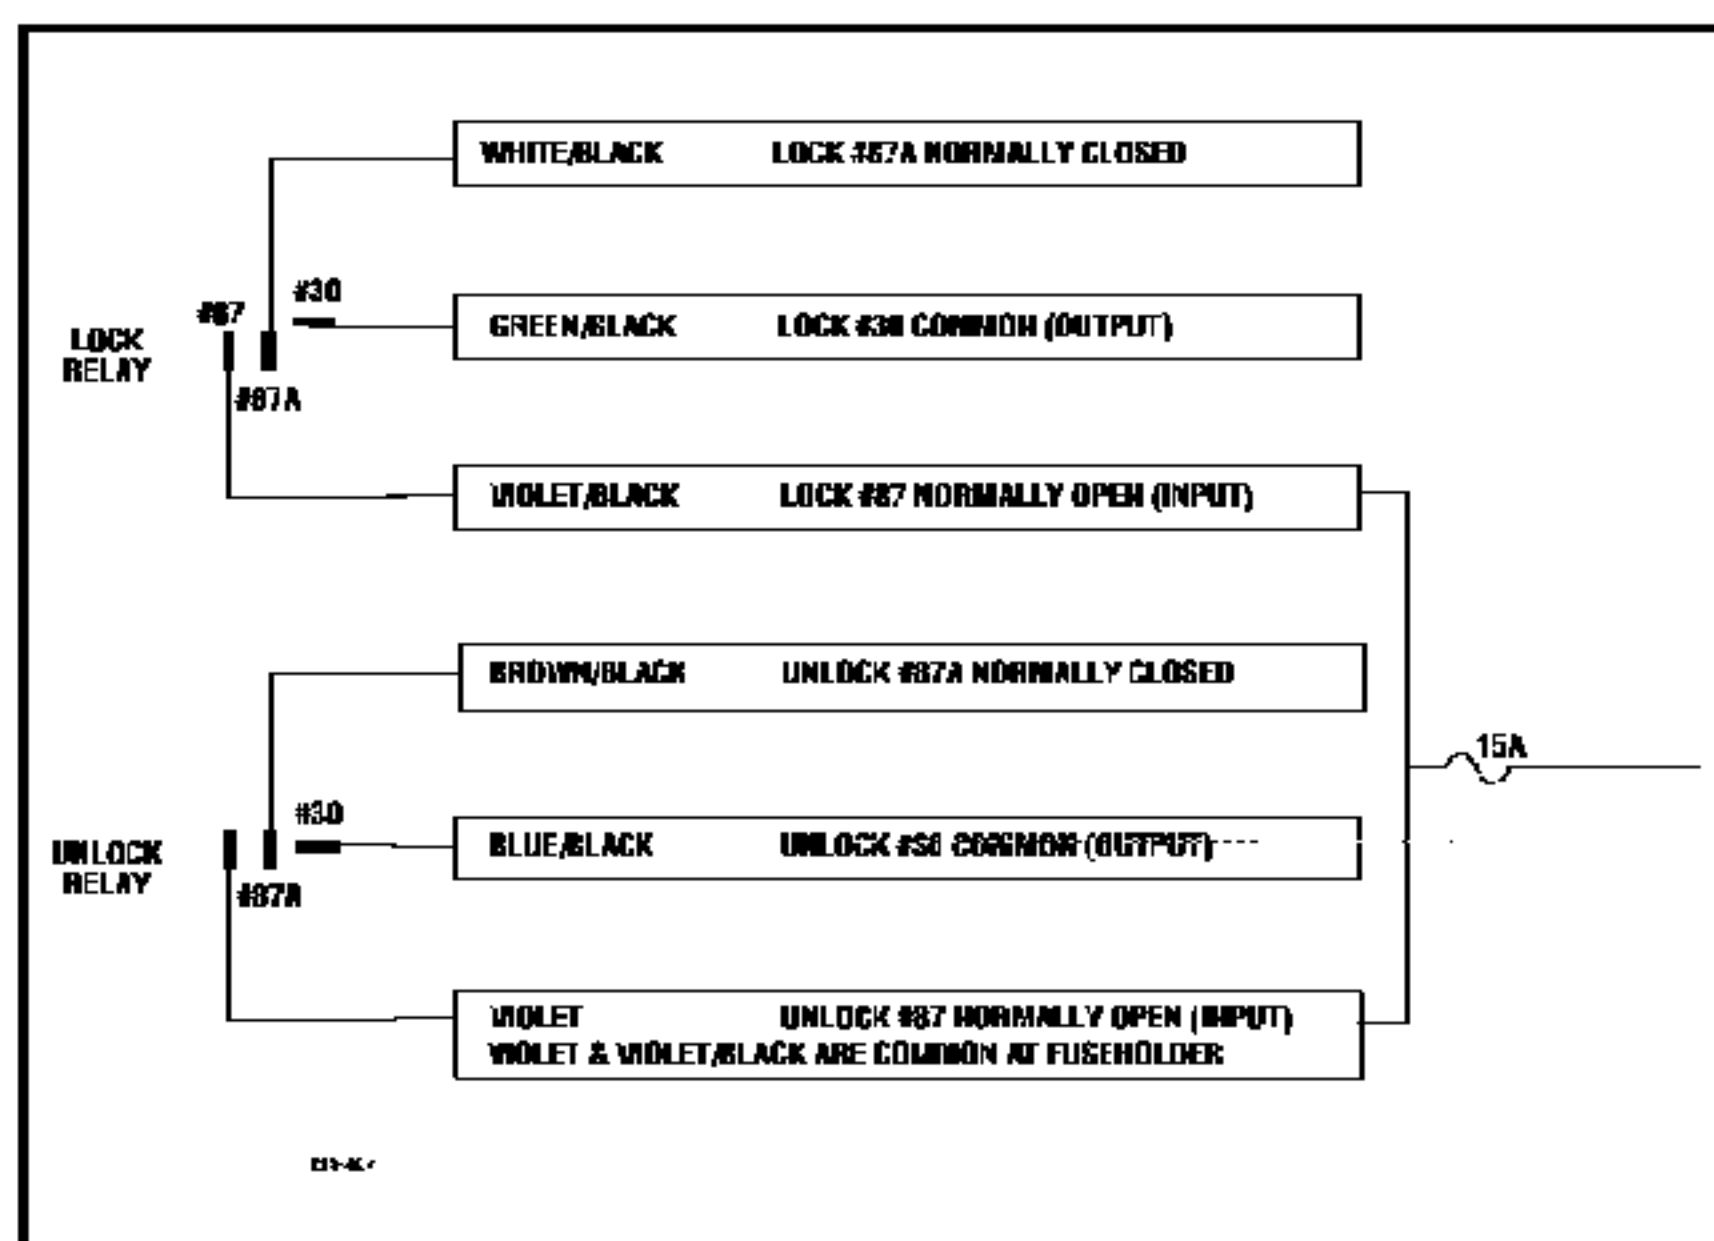 WHITE/BLACK LOCK #87A NORMALLY CLOSED
#30
#87
GREEN/BLACK LOCK #30 COMMON (OUTPUT)
LOCK
RELAY
#87A
VIOLET/BLACK LOCK #87 NORMALLY OPEN (INPUT)
BROWN/BLACK UNLOCK #87A NORMALLY CLOSED
15A
#30
BLUE/BLACK UNLOCK #30 COMMON (OUTPUT)
UNLOCK
RELAY
#87A
VIOLET UNLOCK #87 NORMALLY OPEN (INPUT)
VIOLET & VIOLET/BLACK ARE COMMON AT FUSEHOLDER